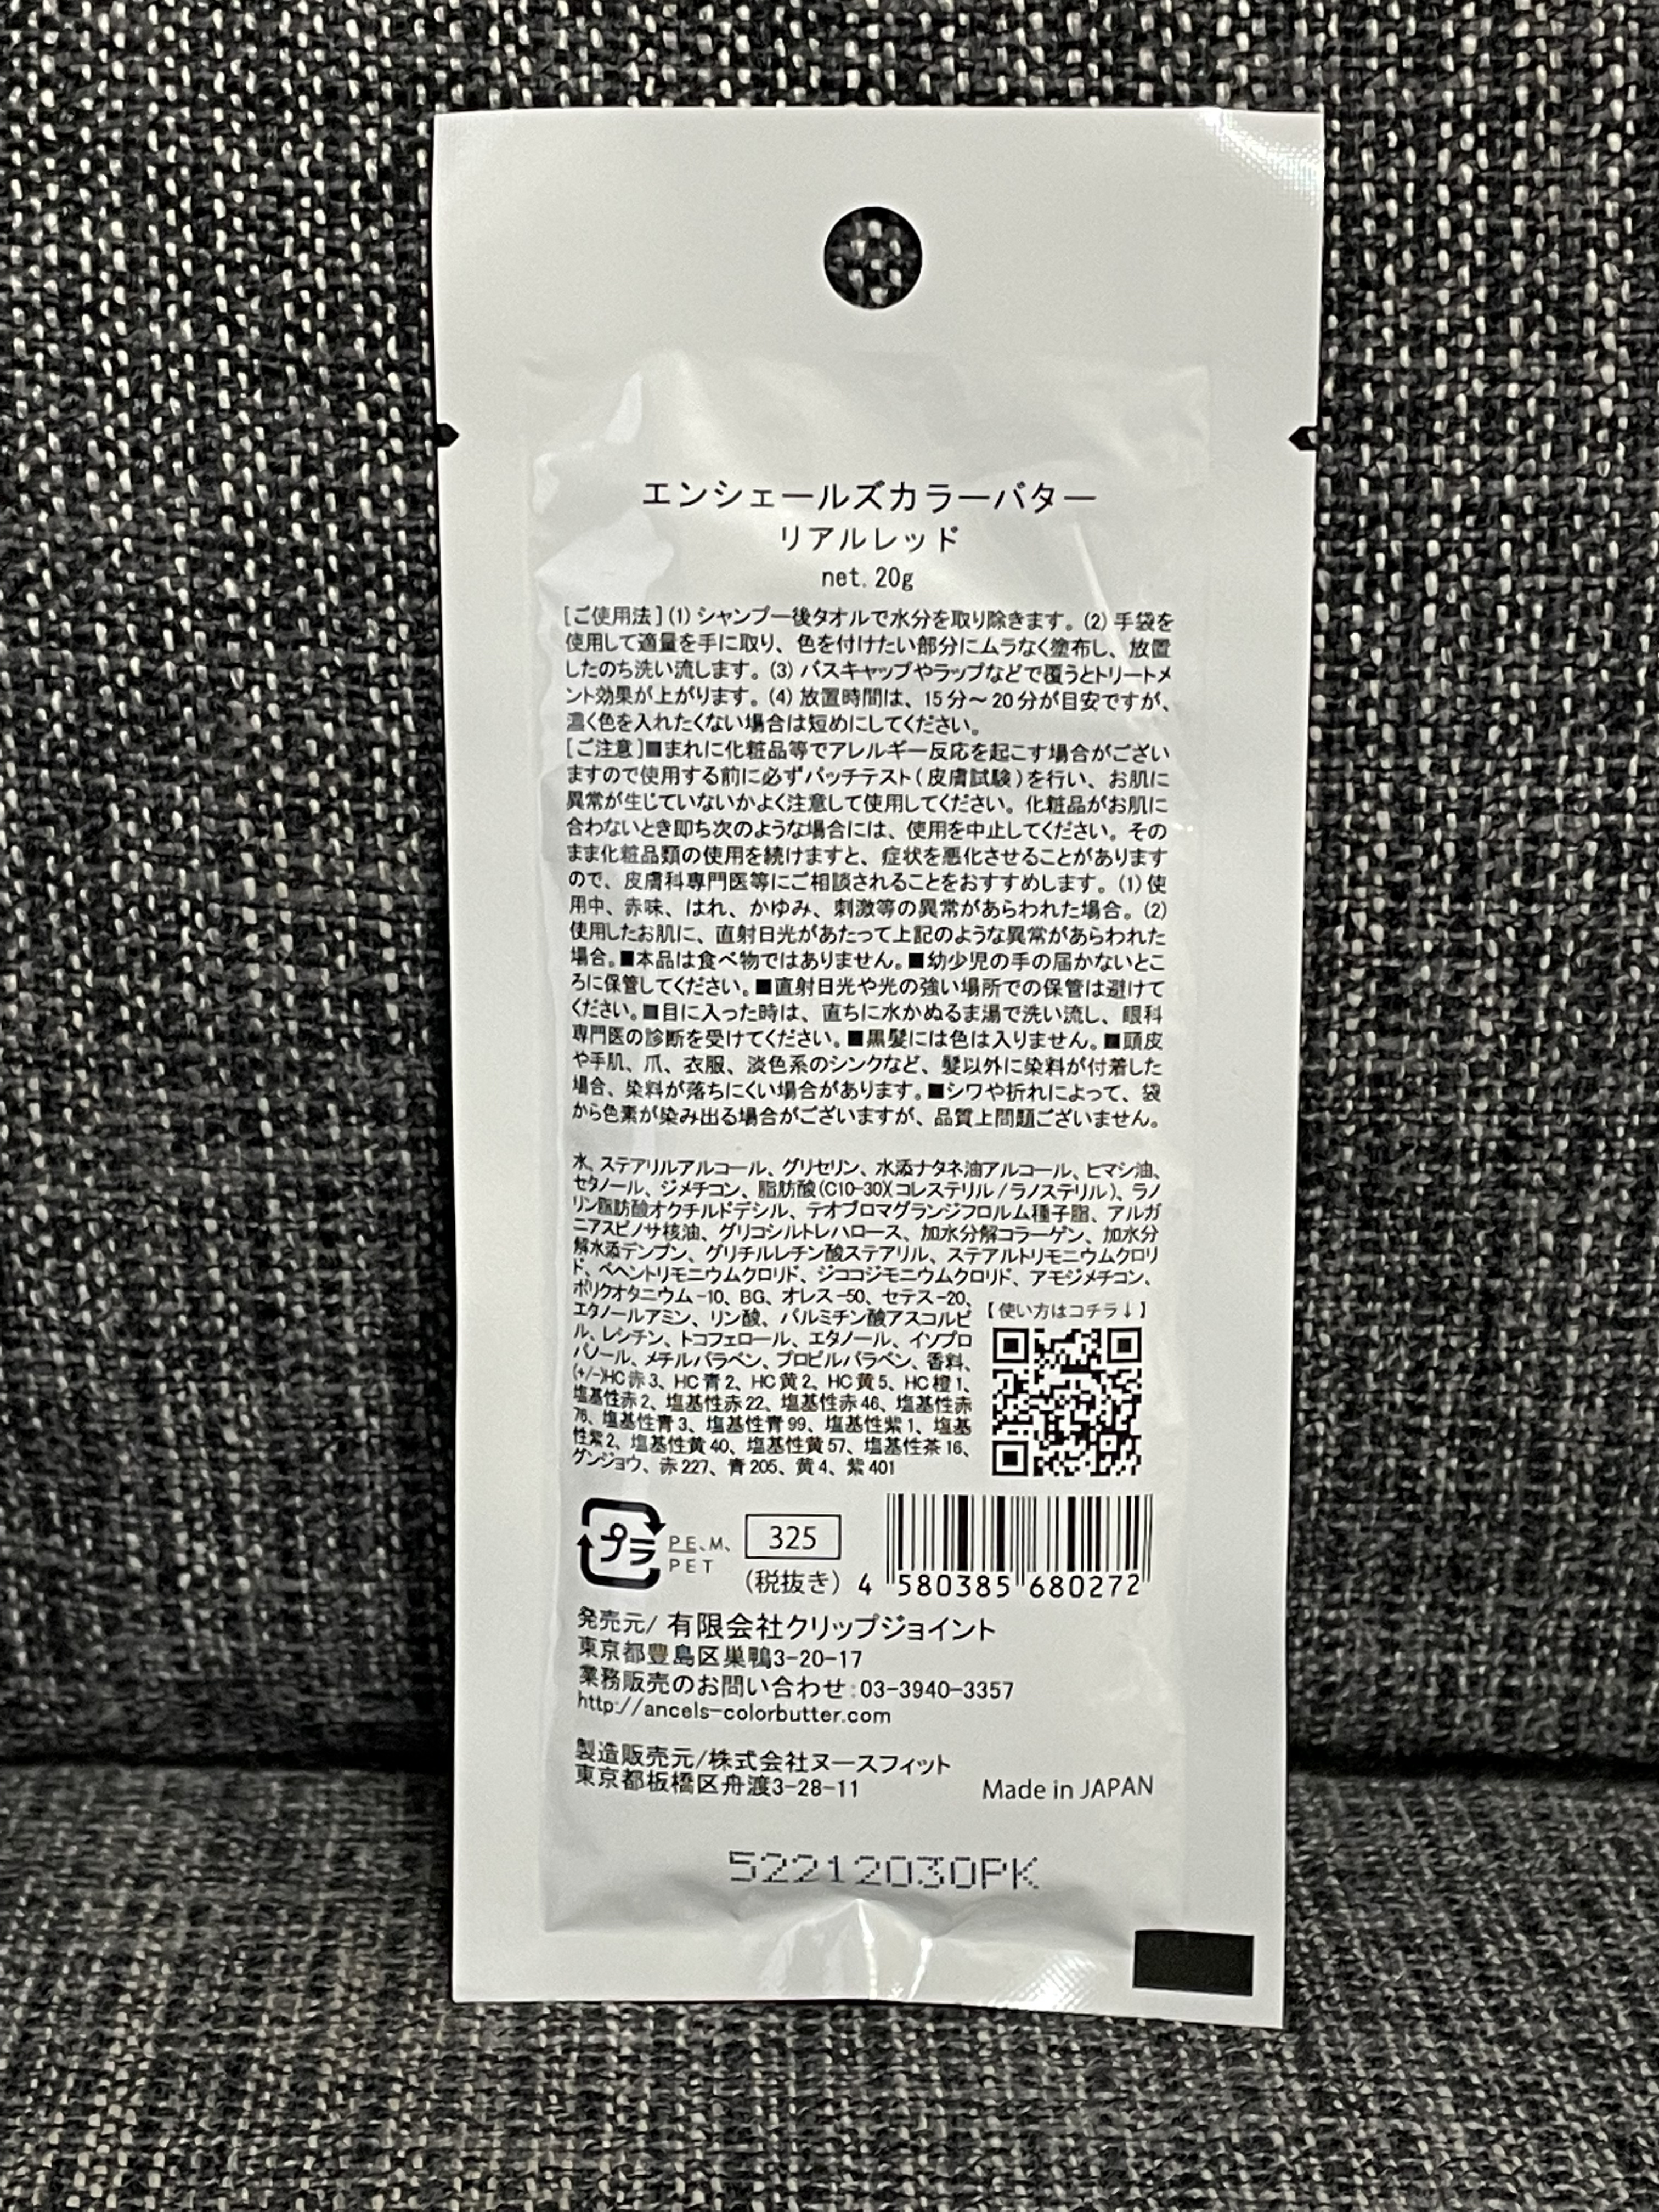 エンシェールズカラーバター
リアルレッド
net. 20g
[ご使用法](1) シャンプー後タオルで水分を取り除きます。(2) 手袋を
使用して適量を手に取り、色を付けたい部分にムラなく塗布し、放置
したのち洗い流します。(3) バスキャップやラップなどで覆うとトリートメ
ント効果が上がります。(4) 放置時間は、15分～20分が目安ですが、
濃く色を入れたくない場合は短めにしてください。
[ご注意]■まれに化粧品等でアレルギー反応を起こす場合がござい
ますので使用する前に必ずパッチテスト(皮膚試験)を行い、お肌に
異常が生じていないかよく注意して使用してください。化粧品がお肌に
合わないとき即ち次のような場合には、使用を中止してください。その
まま化粧品類の使用を続けますと、症状を悪化させることがあります
ので、皮膚科専門医等にご相談されることをおすすめします。(1)使
用中、赤味、はれ、かゆみ、刺激等の異常があらわれた場合。(2)
使用したお肌に、直射日光があたって上記のような異常があらわれた
場合。■本品は食べ物ではありません。■幼少児の手の届かないとこ
ろに保管してください。■直射日光や光の強い場所での保管は避けて
ください。■目に入った時は、直ちに水かぬるま湯で洗い流し、眼科
専門医の診断を受けてください。■黒髪には色は入りません。■頭皮
や手肌、爪、衣服、淡色系のシンクなど、髪以外に染料が付着した
場合、染料が落ちにくい場合があります。■シワや折れによって、袋
から色素が染み出る場合がございますが、品質上問題ございません。
水、ステアリルアルコール、グリセリン、水添ナタネ油アルコール、ヒマシ油、
セタノール、ジメチコン、脂肪酸(C10-30)(コレステリル/ラノステリル)、ラノ
リン脂肪酸オクチルドデシル、テオブロマグランジフロルム種子脂、アルガ
ニアスピノサ核油、グリコシルトレハロース、加水分解コラーゲン、加水分
解水添デンプン、グリチルレチン酸ステアリル、ステアルトリモニウムクロリ
ド、ベヘントリモニウムクロリド、ジココジモニウムクロリド、アモジメチコン、
ポリクオタニウム-10、BG、オレス-50、セテス-20、
エタノールアミン、リン酸、パルミチン酸アスコルビ
ル、レシチン、トコフェロール、エタノール、イソプロ
パノール、メチルパラベン、プロピルパラベン、香料、
(+/-)HC赤3、HC青2、HC黄2、HC黄5、HC橙1、
塩基性赤2、塩基性赤22、塩基性赤46、塩基性赤
76、塩基性青3、塩基性青99、塩基性紫1、塩基
性紫2、塩基性黄40、塩基性黄57、塩基性茶16、
グンジョウ、赤227、青205、黄4、紫401
【使い方はコチラ↓】
プラ
P E、M、
P E T
325
(税抜き)
4 580385 680272
発売元/ 有限会社クリップジョイント
東京都豊島区巣鴨3-20-17
業務販売のお問い合わせ:03-3940-3357
http://ancels-colorbutter.com
製造販売元/株式会社ヌースフィット
東京都板橋区舟渡3-28-11
Made in JAPAN
52212030PK